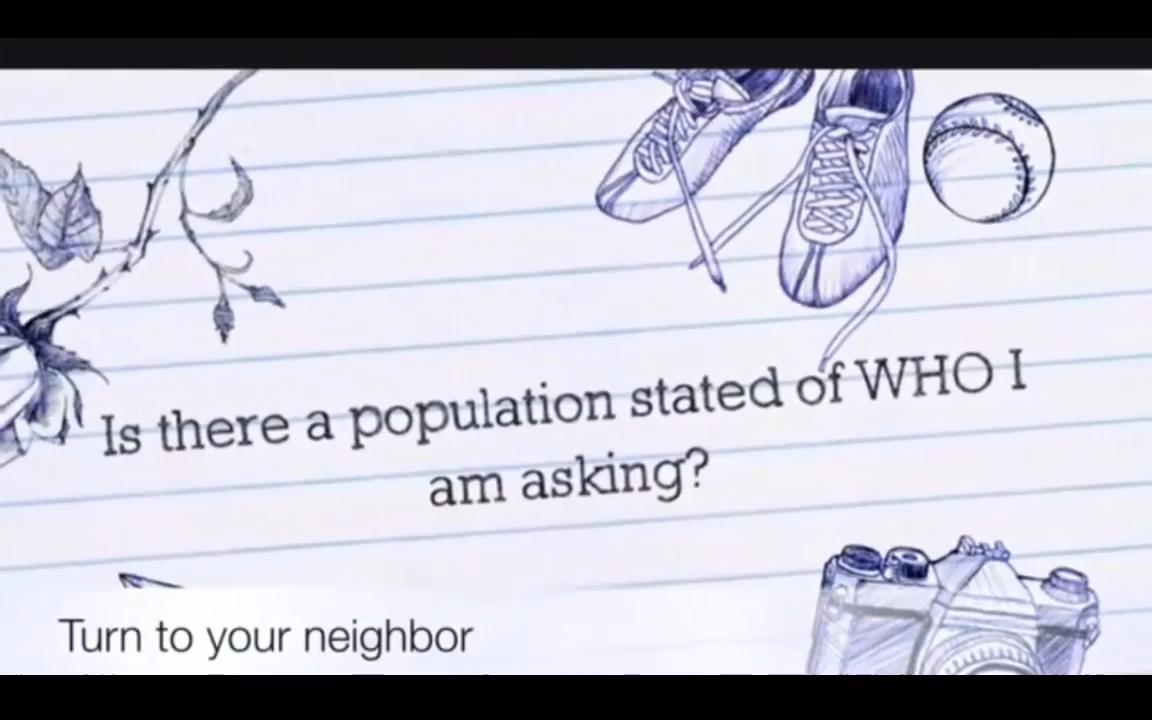 Is there a population stated of WHO I
am asking?
Turn to your neighbor